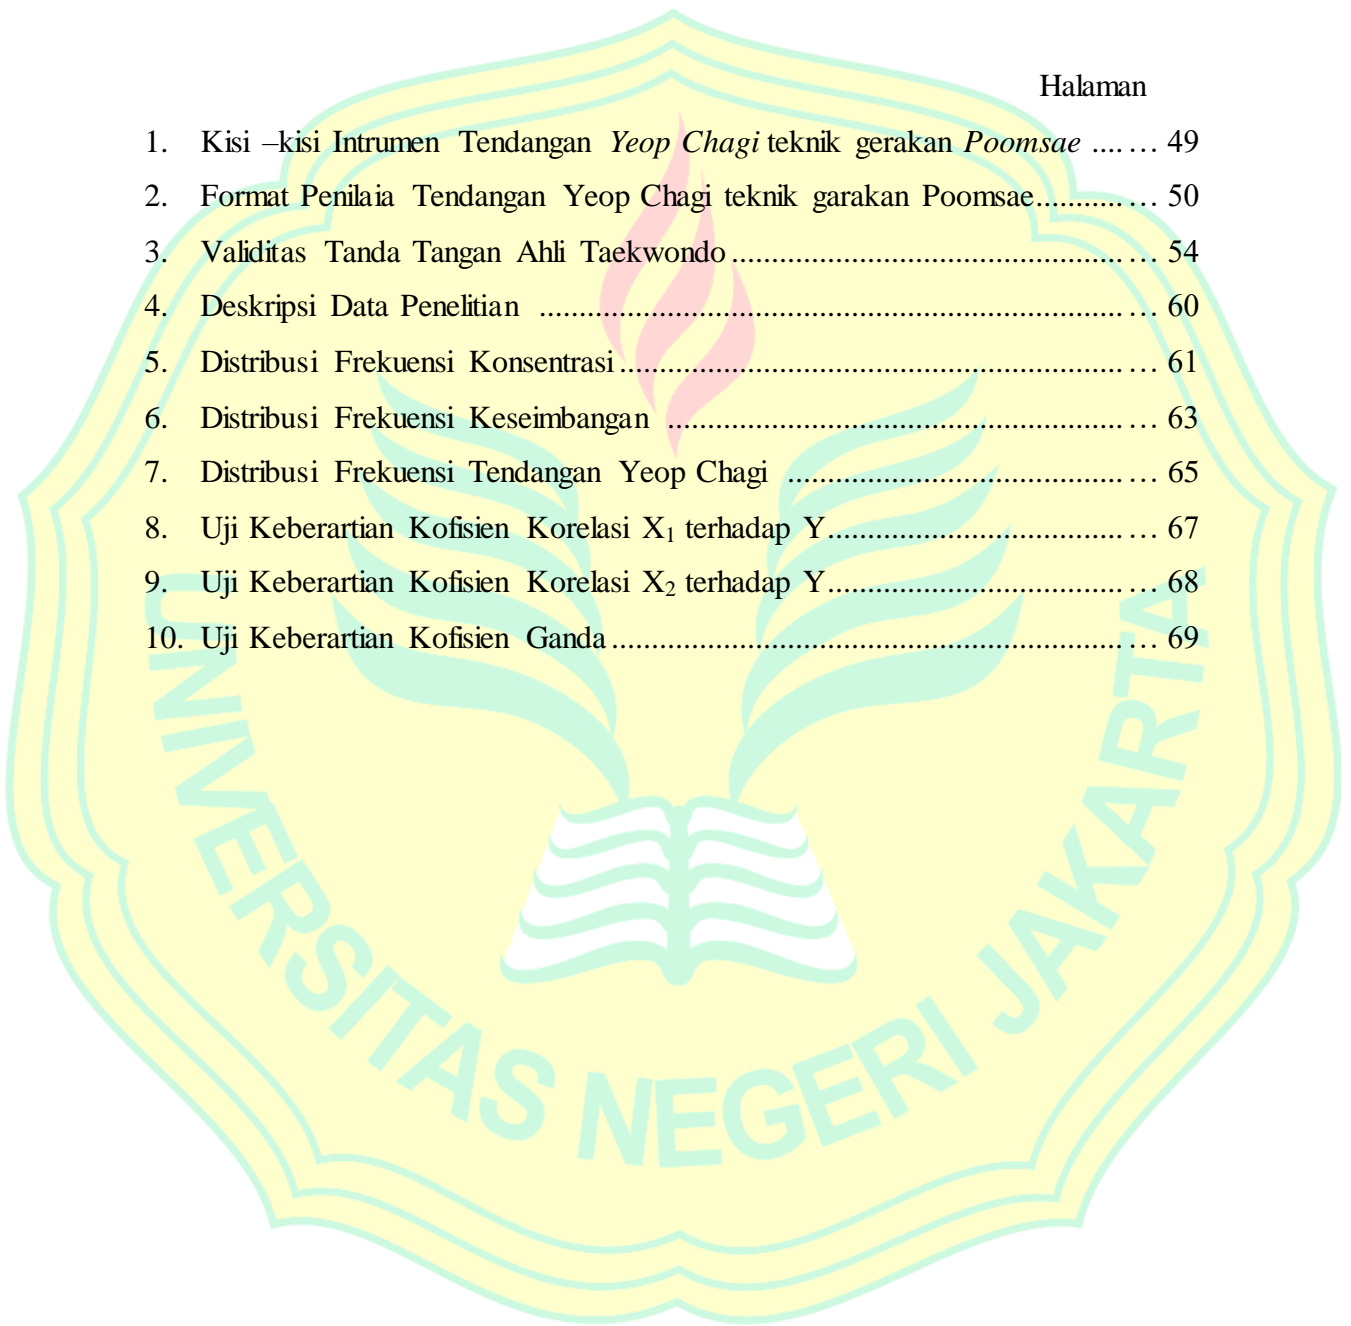 Halaman
1. Kisi –kisi Intrumen Tendangan Yeop Chagi teknik gerakan Poomsae ....... 49
2. Format Penilaia Tendangan Yeop Chagi teknik garakan Poomsae.............. 50
3. Validitas Tanda Tangan Ahli Taekwondo.................................................... 54
4. Deskripsi Data Penelitian ............................................................................ 60
5. Distribusi Frekuensi Konsentrasi.................................................................. 61
6. Distribusi Frekuensi Keseimbangan ............................................................ 63
7. Distribusi Frekuensi Tendangan Yeop Chagi ............................................. 65
8. Uji Keberartian Kofisien Korelasi X₁ terhadap Y........................................ 67
9. Uji Keberartian Kofisien Korelasi X₂ terhadap Y........................................ 68
10. Uji Keberartian Kofisien Ganda.................................................................. 69
UNIVERSITAS NEGERI JAKARTA